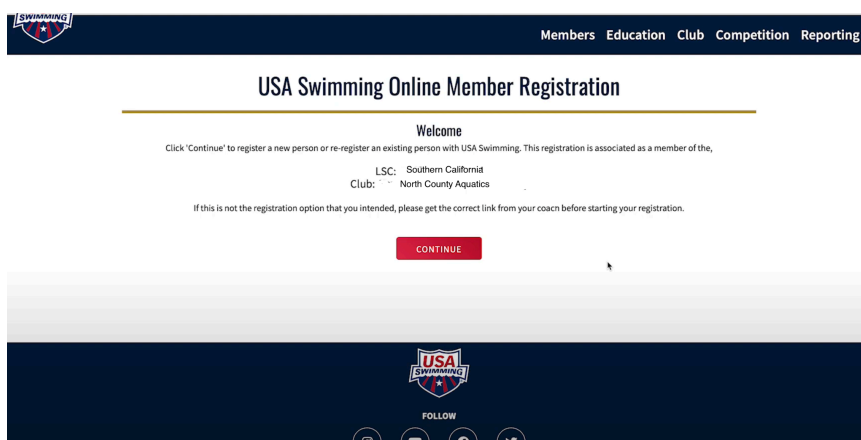 SWIMMING
Members Education Club Competition Reporting
USA Swimming Online Member Registration
Welcome
Click 'Continue' to register a new person or re-register an existing person with USA Swimming. This registration is associated as a member of the,
LSC: Southern California
Club: North County Aquatics
If this is not the registration option that you intended, please get the correct link from your coach before starting your registration.
CONTINUE
USA
SWIMMING
FOLLOW